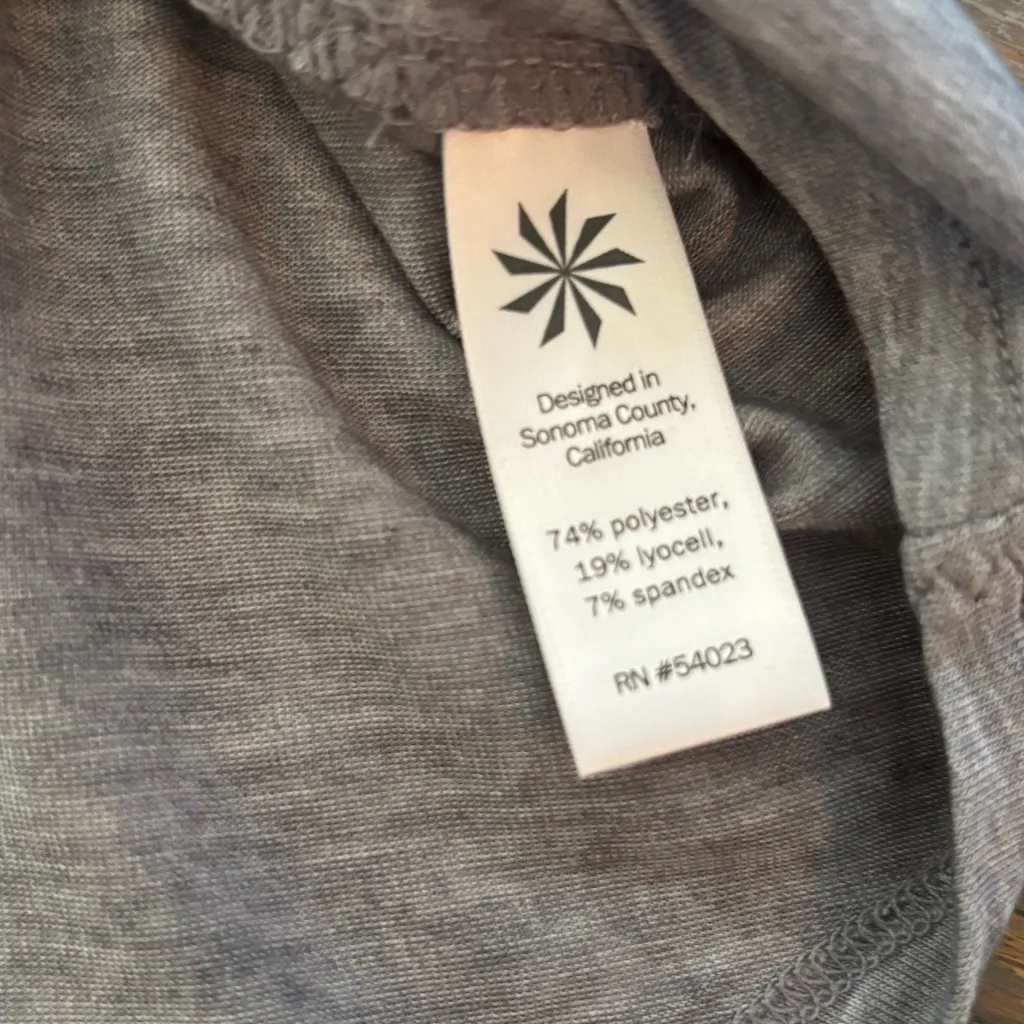 Designed in
Sonoma County,
California
74% polyester,
19% lyocell,
7% spandex
RN #54023